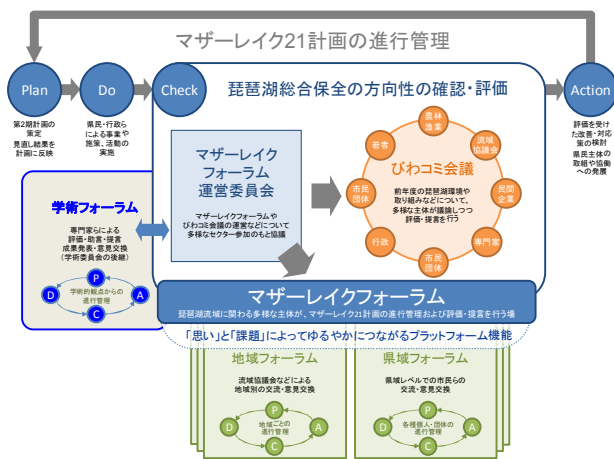 マザーレイク21計画の進行管理
Plan
Do
Check
Action
第2期計画の
策定
見直し結果を
計画に反映
県民・行政ら
による事業や
施策、活動の
実施
琵琶湖総合保全の方向性の確認・評価
評価を受け
た改善・対応
策の検討
県民主体の
取組や協働
への発展
マザーレイク
フォーラム
運営委員会
マザーレイクフォーラムや
びわコミ会議の運営などについて
多様なセクター参加のもと協議
農林
漁業
流域
協議会
民間
企業
専門家
市民
団体
行政
市民
団体
若者
びわコミ会議
前年度の琵琶湖環境や
取り組みなどについて、
多様な主体が議論しつつ
評価・提言を行う
学術フォーラム
専門家らによる
評価・助言・提言
成果発表・意見交換
(学術委員会の後継)
P
D
学術的観点からの
進行管理
A
C
マザーレイクフォーラム
琵琶湖流域に関わる多様な主体が、マザーレイク21計画の進行管理および評価・提言を行う場
「思い」と「課題」によってゆるやかにつながるプラットフォーム機能
地域フォーラム
流域協議会などによる
地域別の交流・意見交換
P
D
地域ごとの
進行管理
A
C
県域フォーラム
県域レベルでの市民らの
交流・意見交換
P
D
各種個人・団体の
進行管理
A
C